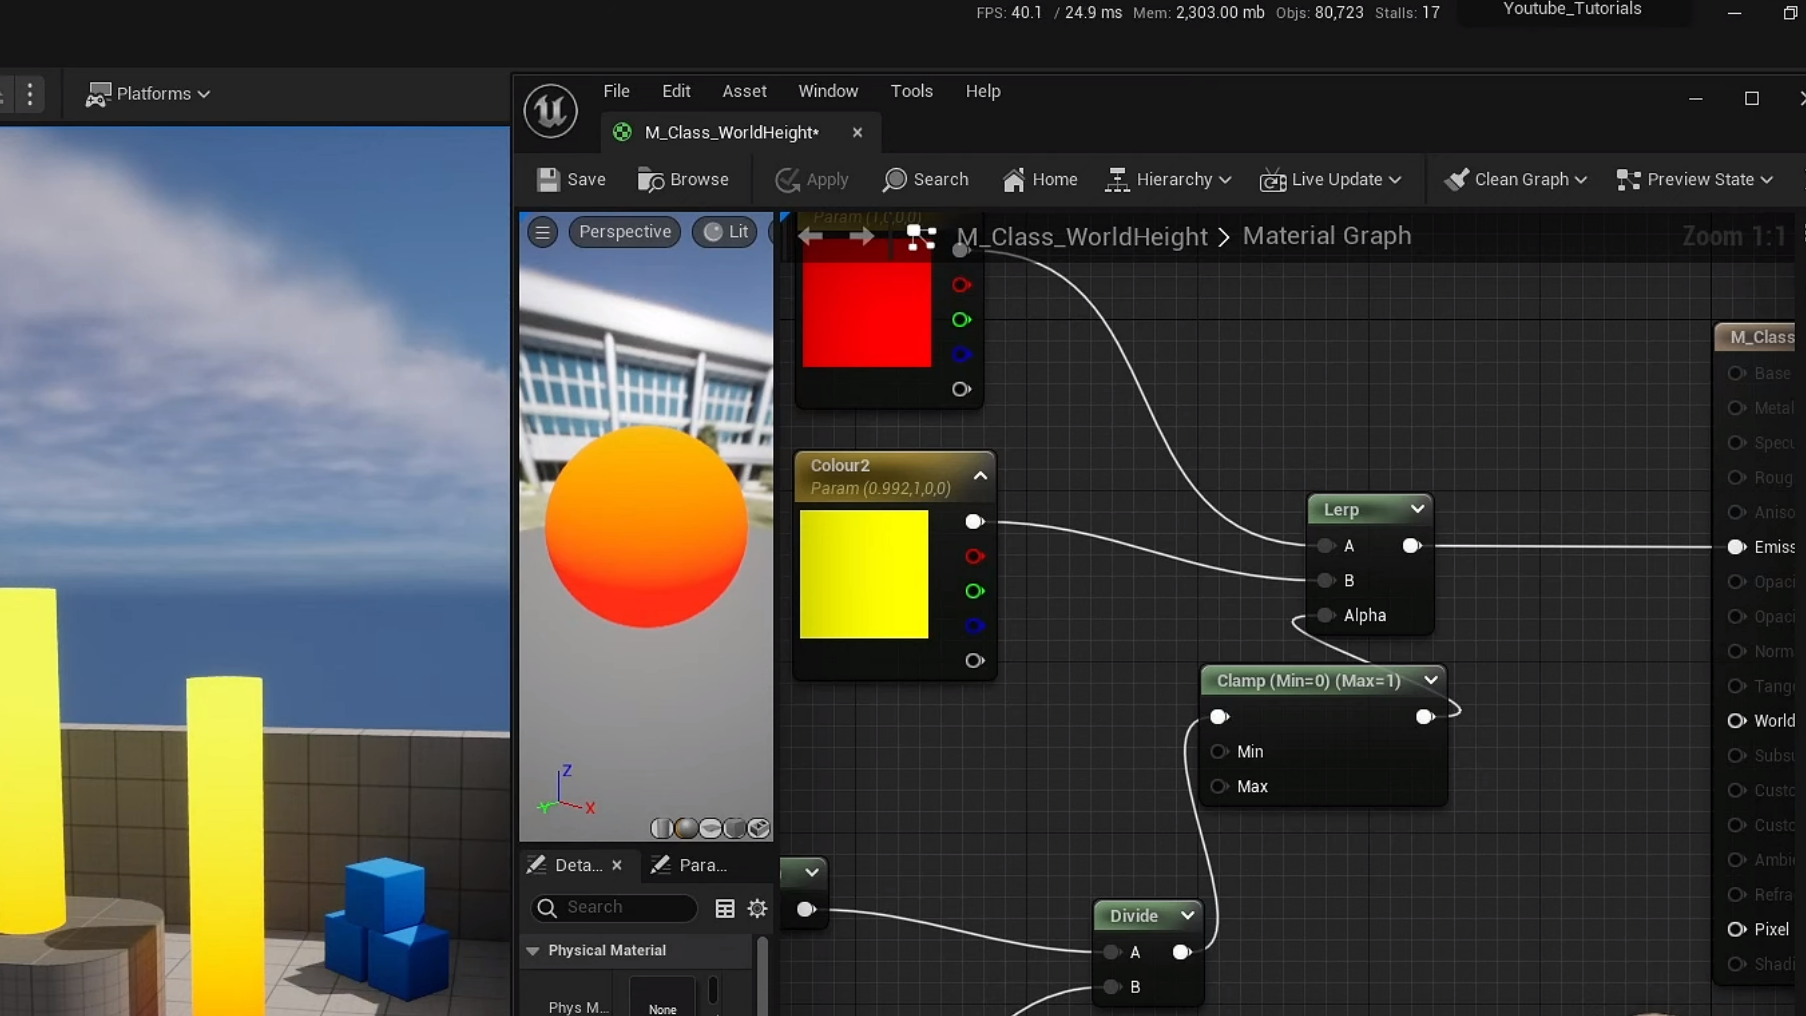 FPS: 40.1 / 24.9 ms Mem: 2,303.00 mb Objs: 80,723 Stalls: 17
Youtube_Tutorials
Platforms
File Edit Asset Window Tools Help
M_Class_WorldHeight*
Save Browse Apply Search Home Hierarchy Live Update Clean Graph Preview State
Perspective Lit
Param (1,0,0,0)
M_Class_WorldHeight > Material Graph
Zoom 1:1
M_Class
Base
Metal
Specu
Roug
Aniso
Emiss
Opaci
Opaci
Norm
Tange
World
Subsu
Custo
Custo
Ambie
Refra
Pixel
Shadi
Colour2
Param (0.992,1,0,0)
Lerp
A
B
Alpha
Clamp (Min=0) (Max=1)
Min
Max
Z
Y X
Deta... Para...
Search
Physical Material
Phys M... None
Divide
A
B